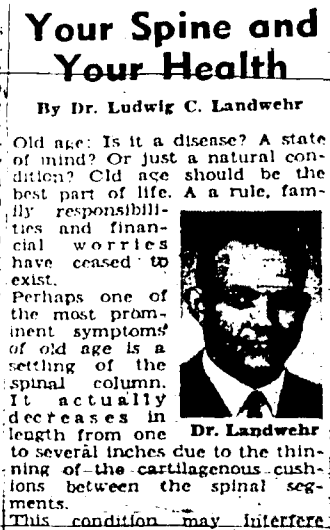 Your Spine and
Your Health
By Dr. Ludwig C. Landwehr
Old age: Is it a disease? A state
of mind? Or just a natural con-
dition? Old age should be the
best part of life. A a rule, fam-
ily responsibili-
ties and finan-
cial worries
have ceased to
exist.
Perhaps one of
the most prom-
inent symptoms
of old age is a
settling of the
spinal column.
It actually
decreases in
length from one
Dr. Landwehr
to several inches due to the thin-
ning of the cartilagenous cush-
ions between the spinal seg-
ments.
This condition may interfere